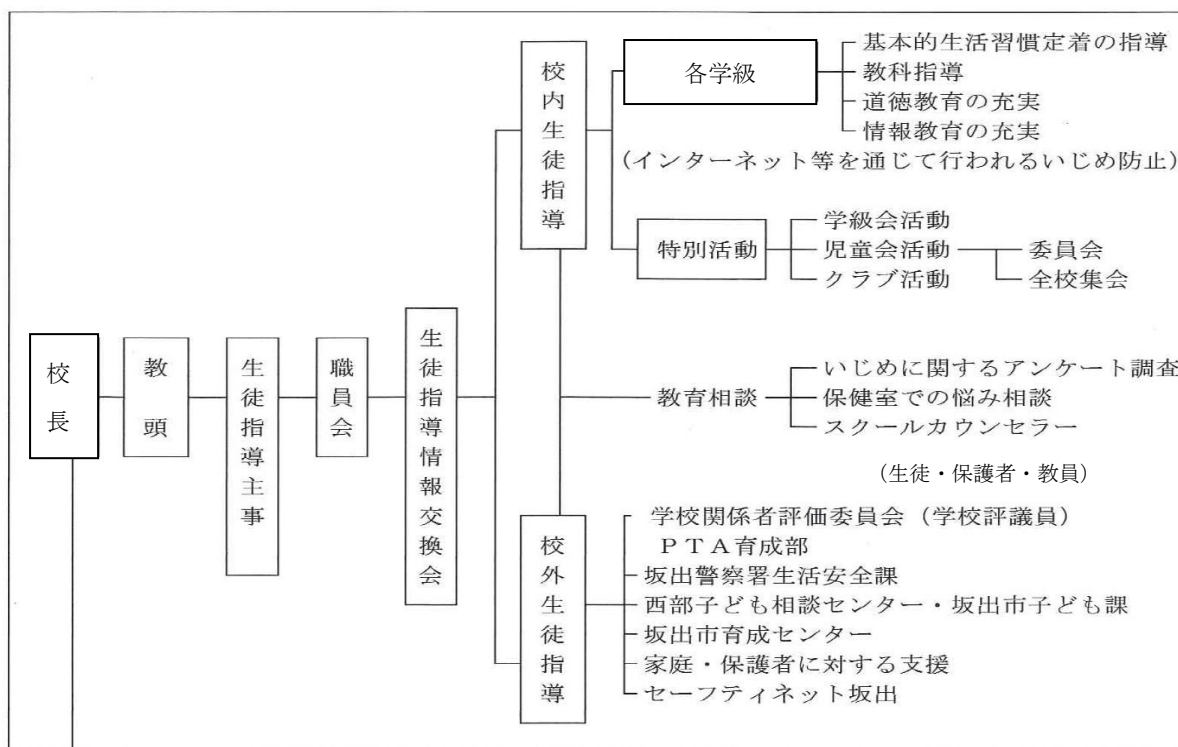 校長
教頭
生徒指導主事
職員会
生徒指導情報交換会
校内生徒指導
各学級
基本的生活習慣定着の指導
教科指導
道徳教育の充実
情報教育の充実
(インターネット等を通じて行われるいじめ防止)
特別活動
学級会活動
児童会活動
クラブ活動
委員会
全校集会
教育相談
いじめに関するアンケート調査
保健室での悩み相談
スクールカウンセラー
(生徒・保護者・教員)
校外生徒指導
学校関係者評価委員会(学校評議員)
PTA育成部
坂出警察署生活安全課
西部子ども相談センター・坂出市子ども課
坂出市育成センター
家庭・保護者に対する支援
セーフティネット坂出